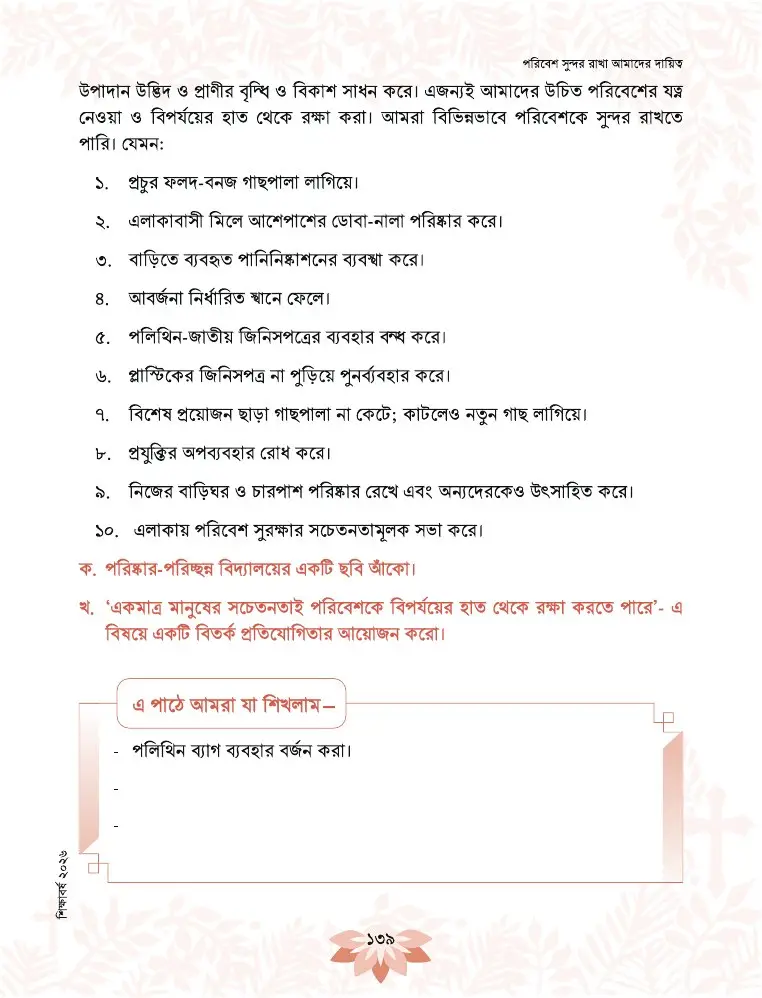 পরিবেশ সুন্দর রাখা আমাদের দায়িত্ব
উপাদান উদ্ভিদ ও প্রাণীর বৃদ্ধি ও বিকাশ সাধন করে। এজন্যই আমাদের উচিত পরিবেশের যত্ন
নেওয়া ও বিপর্যয়ের হাত থেকে রক্ষা করা। আমরা বিভিন্নভাবে পরিবেশকে সুন্দর রাখতে
পারি। যেমন:
১. প্রচুর ফলদ-বনজ গাছপালা লাগিয়ে।
২. এলাকাবাসী মিলে আশেপাশের ডোবা-নালা পরিষ্কার করে।
৩. বাড়িতে ব্যবহৃত পানিনিষ্কাশনের ব্যবস্থা করে।
৪. আবর্জনা নির্ধারিত স্থানে ফেলে।
৫. পলিথিন-জাতীয় জিনিসপত্রের ব্যবহার বন্ধ করে।
৬. প্লাস্টিকের জিনিসপত্র না পুড়িয়ে পুনর্ব্যবহার করে।
৭. বিশেষ প্রয়োজন ছাড়া গাছপালা না কেটে; কাটলেও নতুন গাছ লাগিয়ে।
৮. প্রযুক্তির অপব্যবহার রোধ করে।
৯. নিজের বাড়িঘর ও চারপাশ পরিষ্কার রেখে এবং অন্যদেরকেও উৎসাহিত করে।
১০. এলাকায় পরিবেশ সুরক্ষার সচেতনতামূলক সভা করে।
ক. পরিষ্কার-পরিচ্ছন্ন বিদ্যালয়ের একটি ছবি আঁকো।
খ. ‘একমাত্র মানুষের সচেতনতাই পরিবেশকে বিপর্যয়ের হাত থেকে রক্ষা করতে পারে’- এ
বিষয়ে একটি বিতর্ক প্রতিযোগিতার আয়োজন করো।
এ পাঠে আমরা যা শিখলাম–
- পলিথিন ব্যাগ ব্যবহার বর্জন করা।
-
-
শিক্ষাবর্ষ ২০২৬
১৩৯